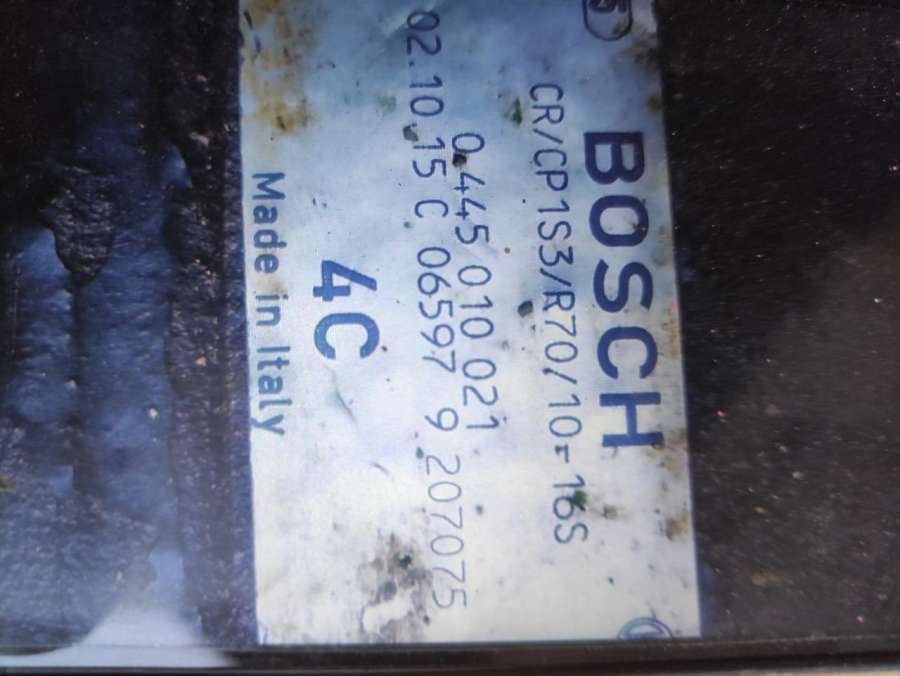 BOSCH
CR/CP1S3/R70/10-16S
0 445 010 021
02.10.15 C 06597 9 207075
4C
Made in Italy